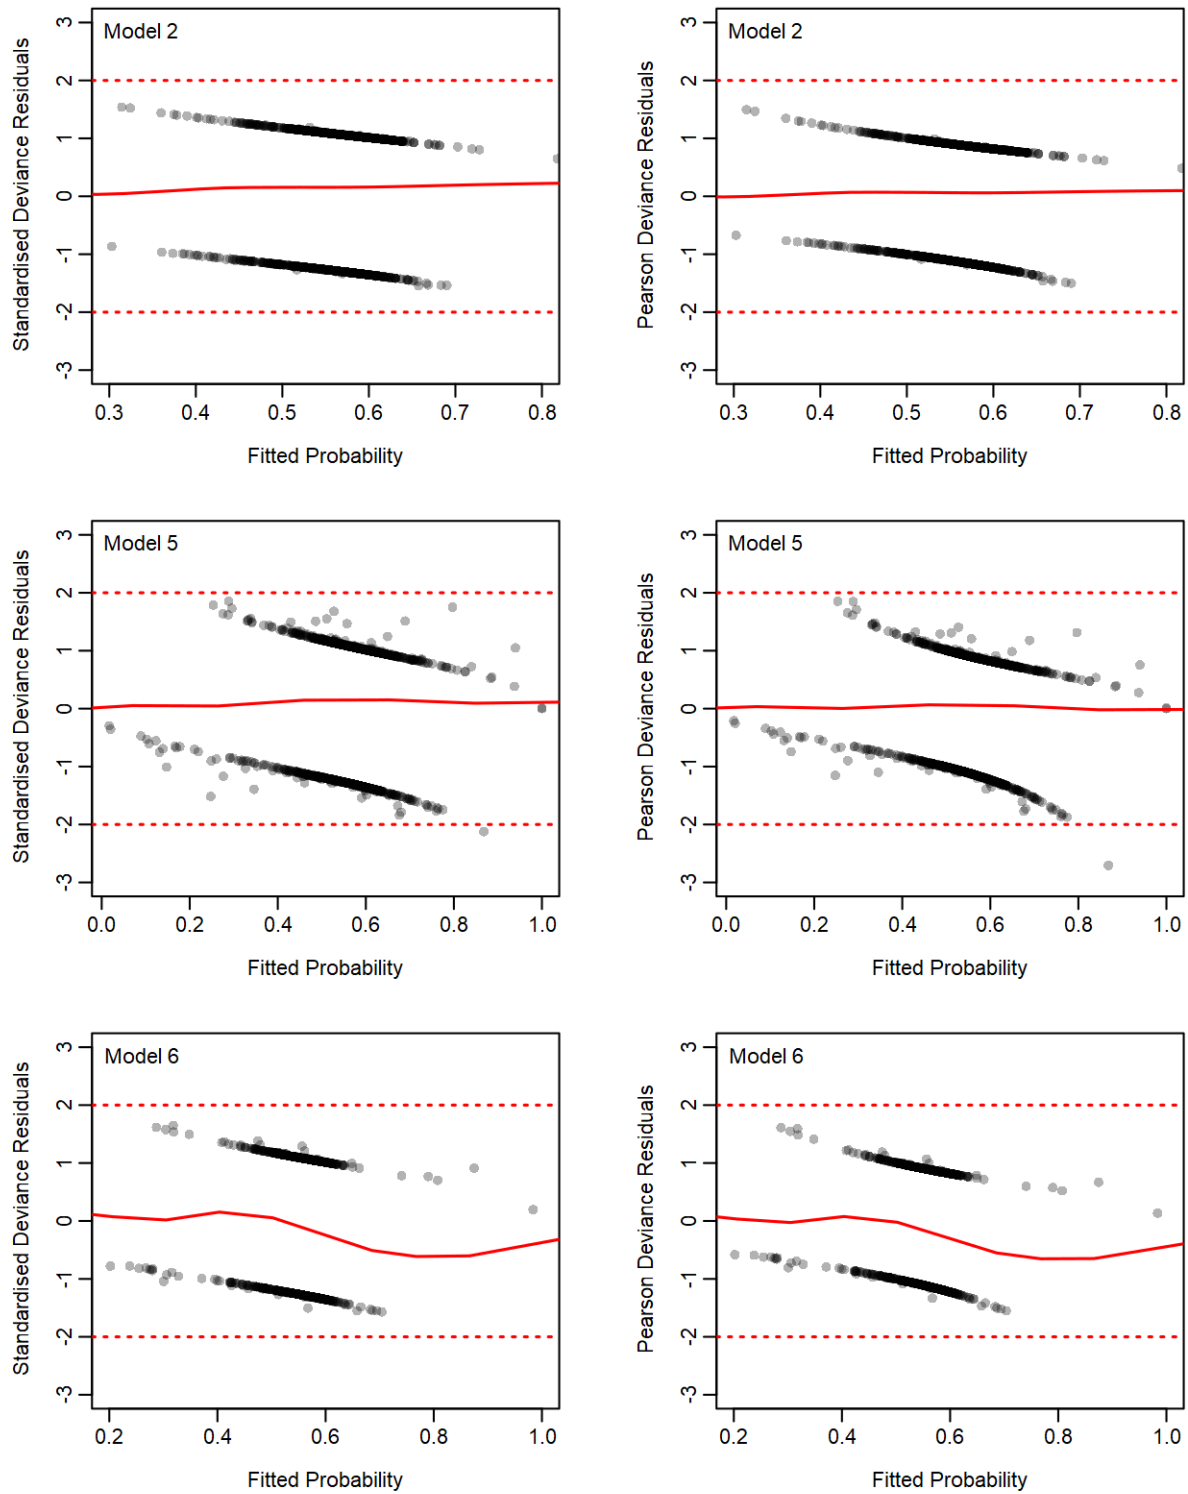 Model 2
Standardised Deviance Residuals
3
2
1
0
-1
-2
-3
0.3 0.4 0.5 0.6 0.7 0.8
Fitted Probability
Model 2
Pearson Deviance Residuals
3
2
1
0
-1
-2
-3
0.3 0.4 0.5 0.6 0.7 0.8
Fitted Probability
Model 5
Standardised Deviance Residuals
3
2
1
0
-1
-2
-3
0.0 0.2 0.4 0.6 0.8 1.0
Fitted Probability
Model 5
Pearson Deviance Residuals
3
2
1
0
-1
-2
-3
0.0 0.2 0.4 0.6 0.8 1.0
Fitted Probability
Model 6
Standardised Deviance Residuals
3
2
1
0
-1
-2
-3
0.2 0.4 0.6 0.8 1.0
Fitted Probability
Model 6
Pearson Deviance Residuals
3
2
1
0
-1
-2
-3
0.2 0.4 0.6 0.8 1.0
Fitted Probability